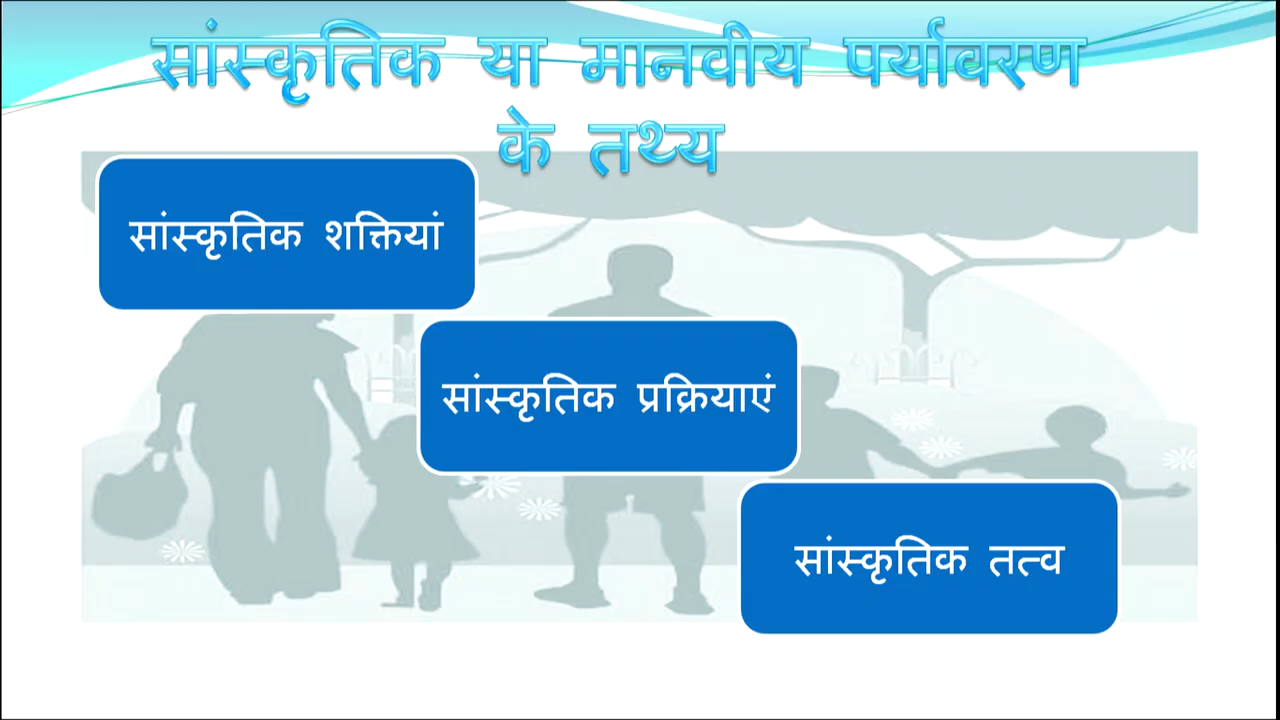 सांस्कृतिक या मानवीय पर्यावरण
के तथ्य
सांस्कृतिक शक्तियां
सांस्कृतिक प्रक्रियाएं
सांस्कृतिक तत्व